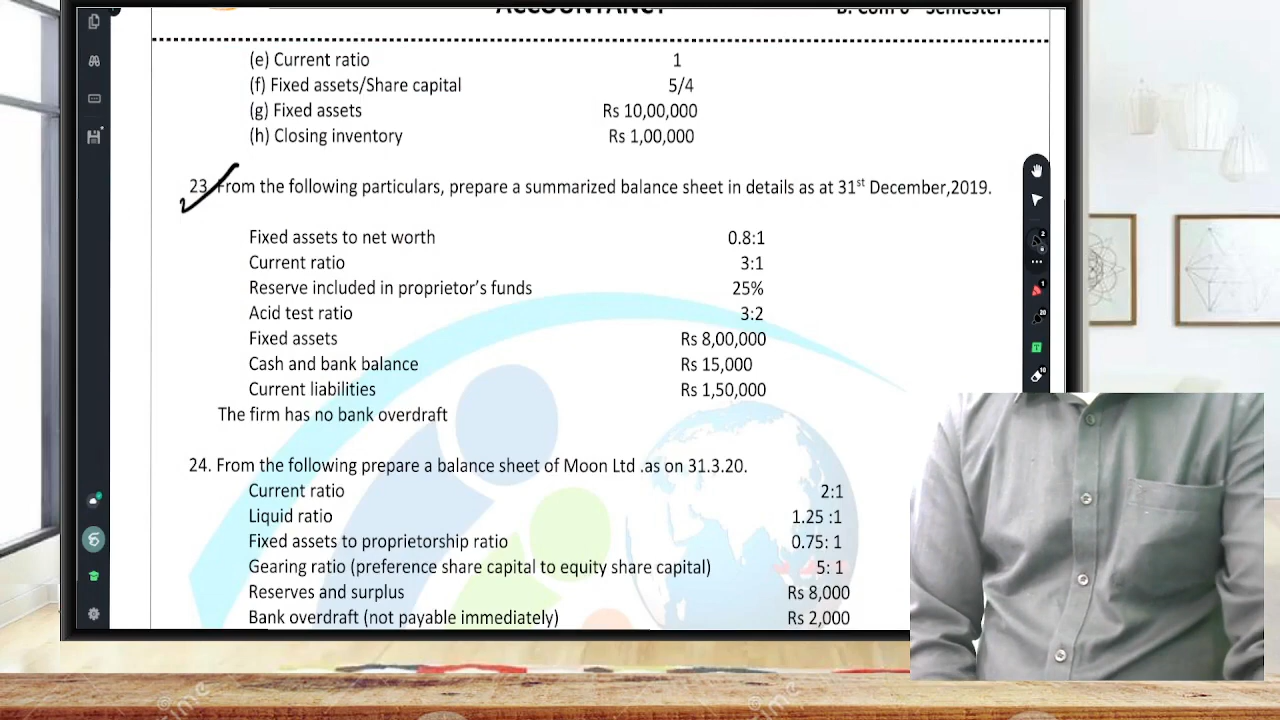 ACCOUNTANCY B. Com 6 Semester
(e) Current ratio 1
(f) Fixed assets/Share capital 5/4
(g) Fixed assets Rs 10,00,000
(h) Closing inventory Rs 1,00,000
23. From the following particulars, prepare a summarized balance sheet in details as at 31st December,2019.
Fixed assets to net worth 0.8:1
Current ratio 3:1
Reserve included in proprietor's funds 25%
Acid test ratio 3:2
Fixed assets Rs 8,00,000
Cash and bank balance Rs 15,000
Current liabilities Rs 1,50,000
The firm has no bank overdraft
24. From the following prepare a balance sheet of Moon Ltd .as on 31.3.20.
Current ratio 2:1
Liquid ratio 1.25 :1
Fixed assets to proprietorship ratio 0.75: 1
Gearing ratio (preference share capital to equity share capital) 5: 1
Reserves and surplus Rs 8,000
Bank overdraft (not payable immediately) Rs 2,000